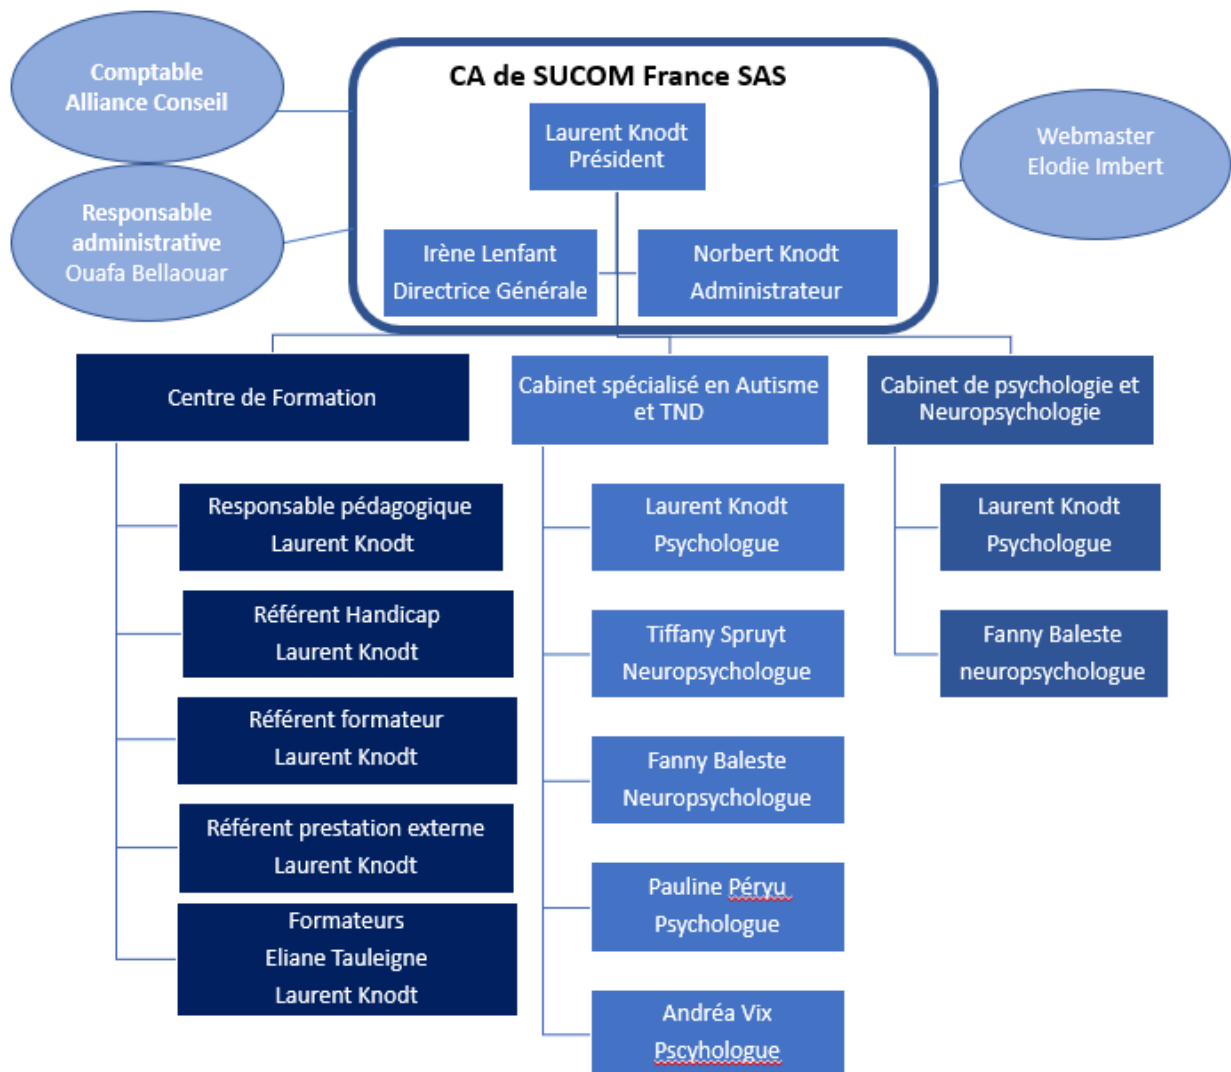 Comptable
Alliance Conseil
CA de SUCOM France SAS
Laurent Knodt
Président
Webmaster
Elodie Imbert
Responsable
administrative
Ouafa Bellaouar
Irène Lenfant
Directrice Générale
Norbert Knodt
Administrateur
Centre de Formation
Responsable pédagogique
Laurent Knodt
Référent Handicap
Laurent Knodt
Référent formateur
Laurent Knodt
Référent prestation externe
Laurent Knodt
Formateurs
Eliane Tauleigne
Laurent Knodt
Cabinet spécialisé en Autisme
et TND
Laurent Knodt
Psychologue
Tiffany Spruyt
Neuropsychologue
Fanny Baleste
Neuropsychologue
Pauline Péryu
Psychologue
Andréa Vix
Pscyhologue
Cabinet de psychologie et
Neuropsychologie
Laurent Knodt
Psychologue
Fanny Baleste
neuropsychologue